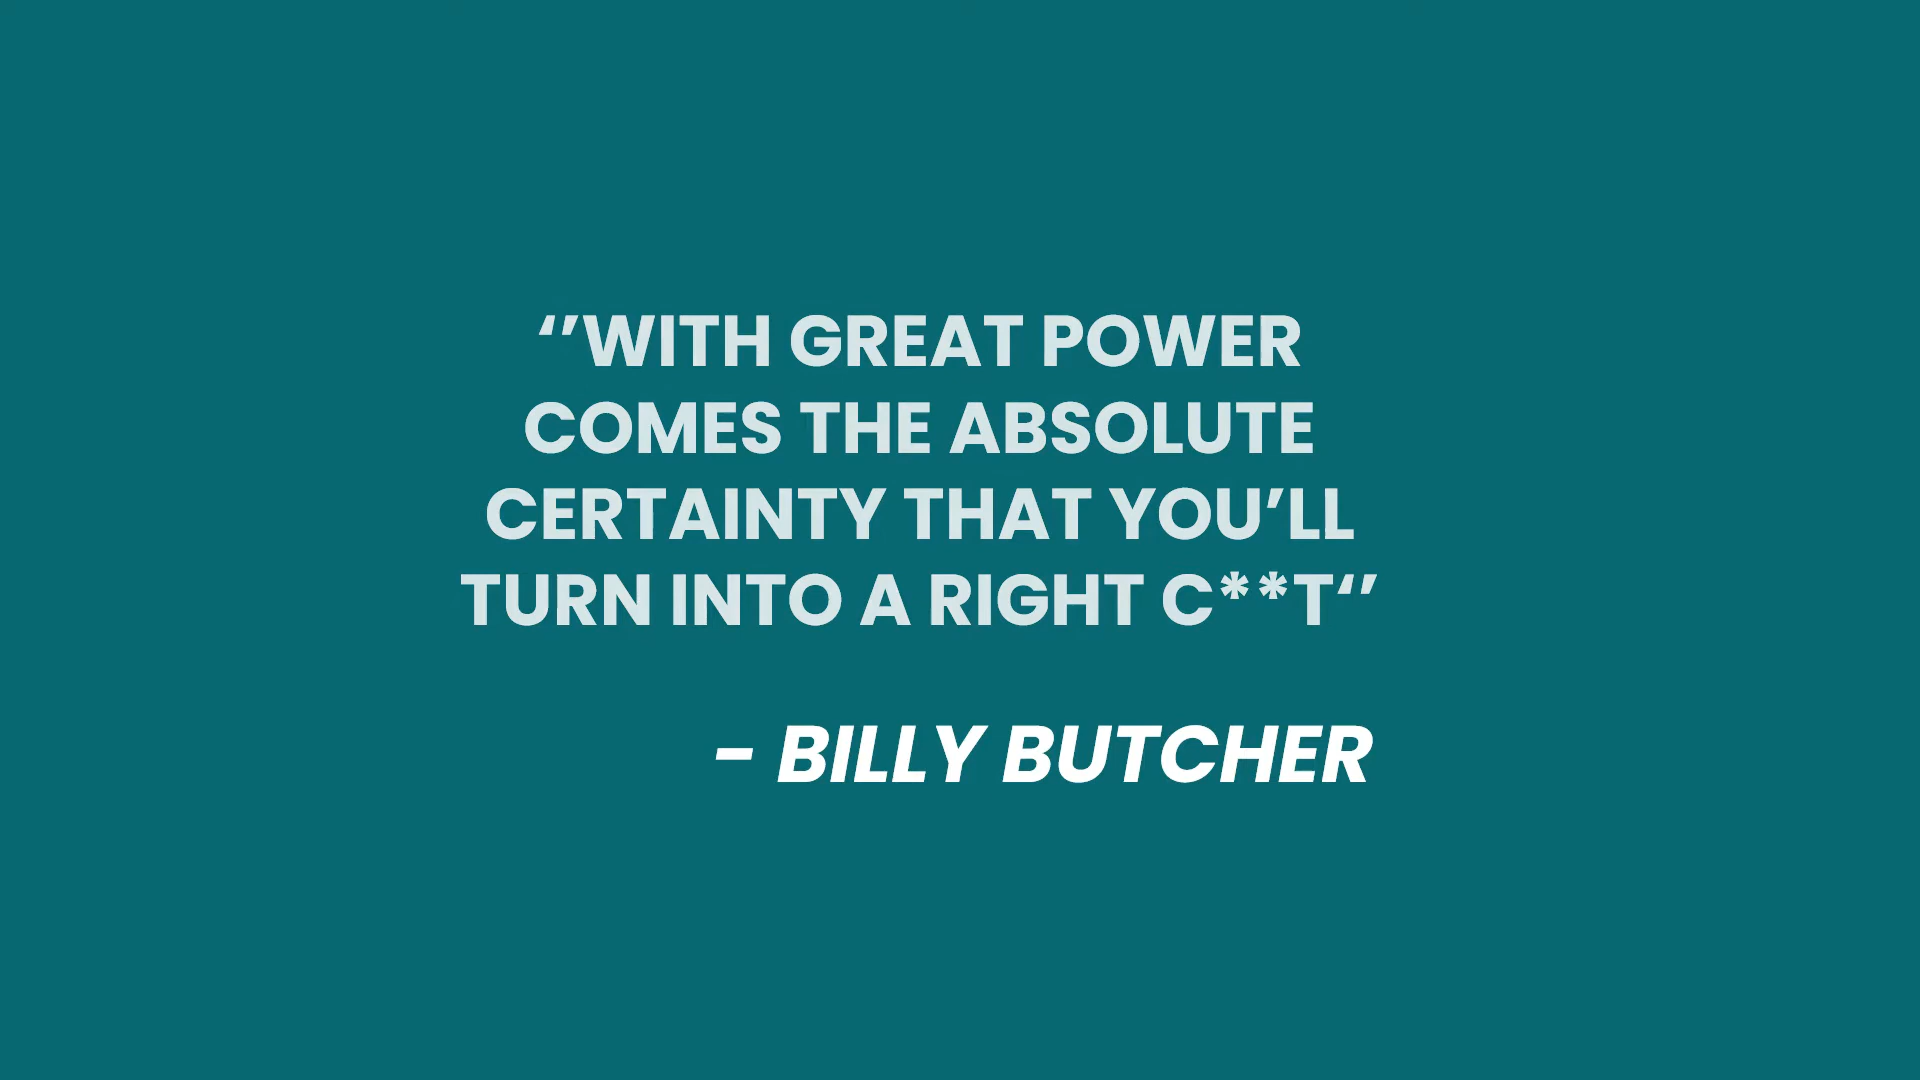 ‘’WITH GREAT POWER
COMES THE ABSOLUTE
CERTAINTY THAT YOU’LL
TURN INTO A RIGHT C**T‘’
- BILLY BUTCHER